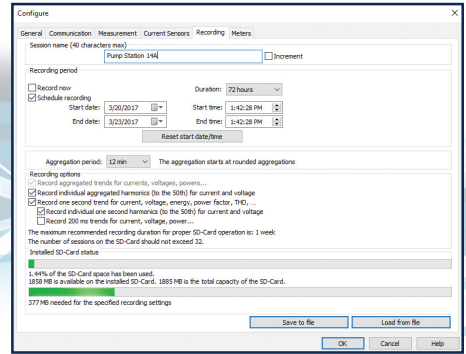 Configure
General Communication Measurement Current Sensors Recording Meters
Session name (40 characters max)
Pump Station 14A Increment
Recording period
Record now Duration: 72 hours
Schedule recording
Start date: 3/20/2017 Start time: 1:42:28 PM
End date: 3/23/2017 End time: 1:42:28 PM
Reset start date/time
Aggregation period: 12 min The aggregation starts at rounded aggregations
Recording options
Record aggregated trends for currents, voltages, powers...
Record individual aggregated harmonics (to the 50th) for current and voltage
Record one second trend for current, voltage, energy, power factor, THD, ...
Record individual one second harmonics (to the 50th) for current and voltage
Record 200 ms trends for current, voltage, power...
The maximum recommended recording duration for proper SD-Card operation is: 1 week
The number of sessions on the SD-Card should not exceed 32.
Installed SD-Card status
1.44% of the SD-Card space has been used.
1858 MB is available on the installed SD-Card. 1885 MB is the total capacity of the SD-Card.
377 MB needed for the specified recording settings
Save to file Load from file
OK Cancel Help